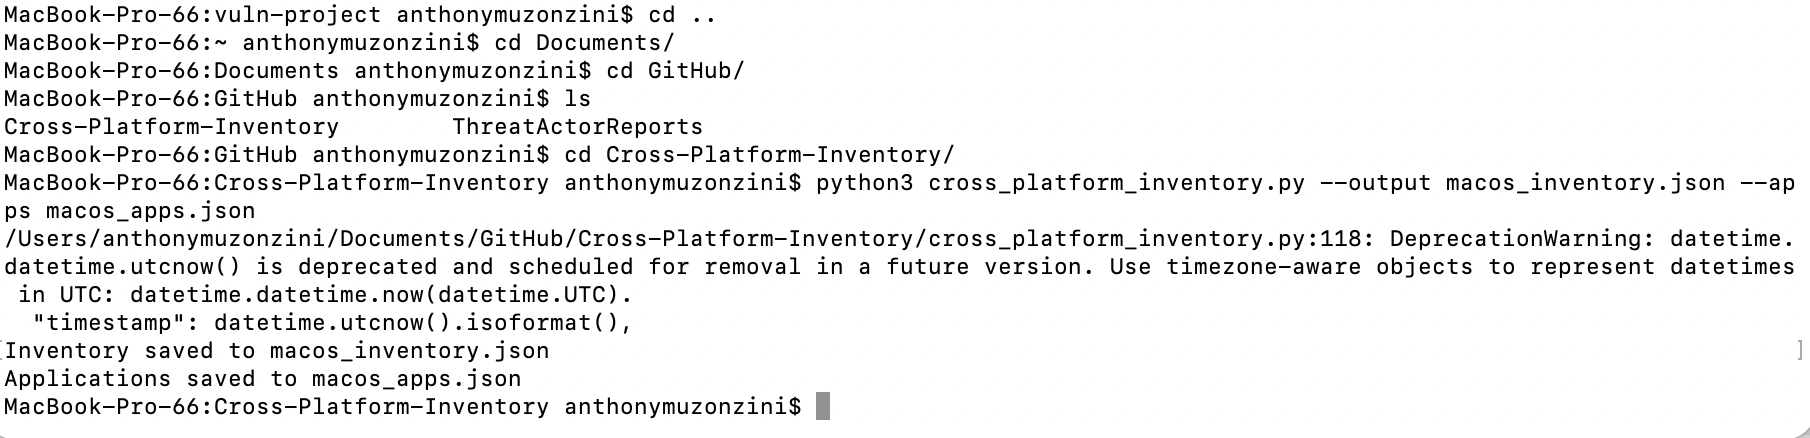 MacBook-Pro-66:vuln-project anthonymuzonzini$ cd ..
MacBook-Pro-66:~ anthonymuzonzini$ cd Documents/
MacBook-Pro-66:Documents anthonymuzonzini$ cd GitHub/
MacBook-Pro-66:GitHub anthonymuzonzini$ ls
Cross-Platform-Inventory        ThreatActorReports
MacBook-Pro-66:GitHub anthonymuzonzini$ cd Cross-Platform-Inventory/
MacBook-Pro-66:Cross-Platform-Inventory anthonymuzonzini$ python3 cross_platform_inventory.py --output macos_inventory.json --ap
ps macos_apps.json
/Users/anthonymuzonzini/Documents/GitHub/Cross-Platform-Inventory/cross_platform_inventory.py:118: DeprecationWarning: datetime.
datetime.utcnow() is deprecated and scheduled for removal in a future version. Use timezone-aware objects to represent datetimes
 in UTC: datetime.datetime.now(datetime.UTC).
  "timestamp": datetime.utcnow().isoformat(),
[Inventory saved to macos_inventory.json ]
Applications saved to macos_apps.json
MacBook-Pro-66:Cross-Platform-Inventory anthonymuzonzini$